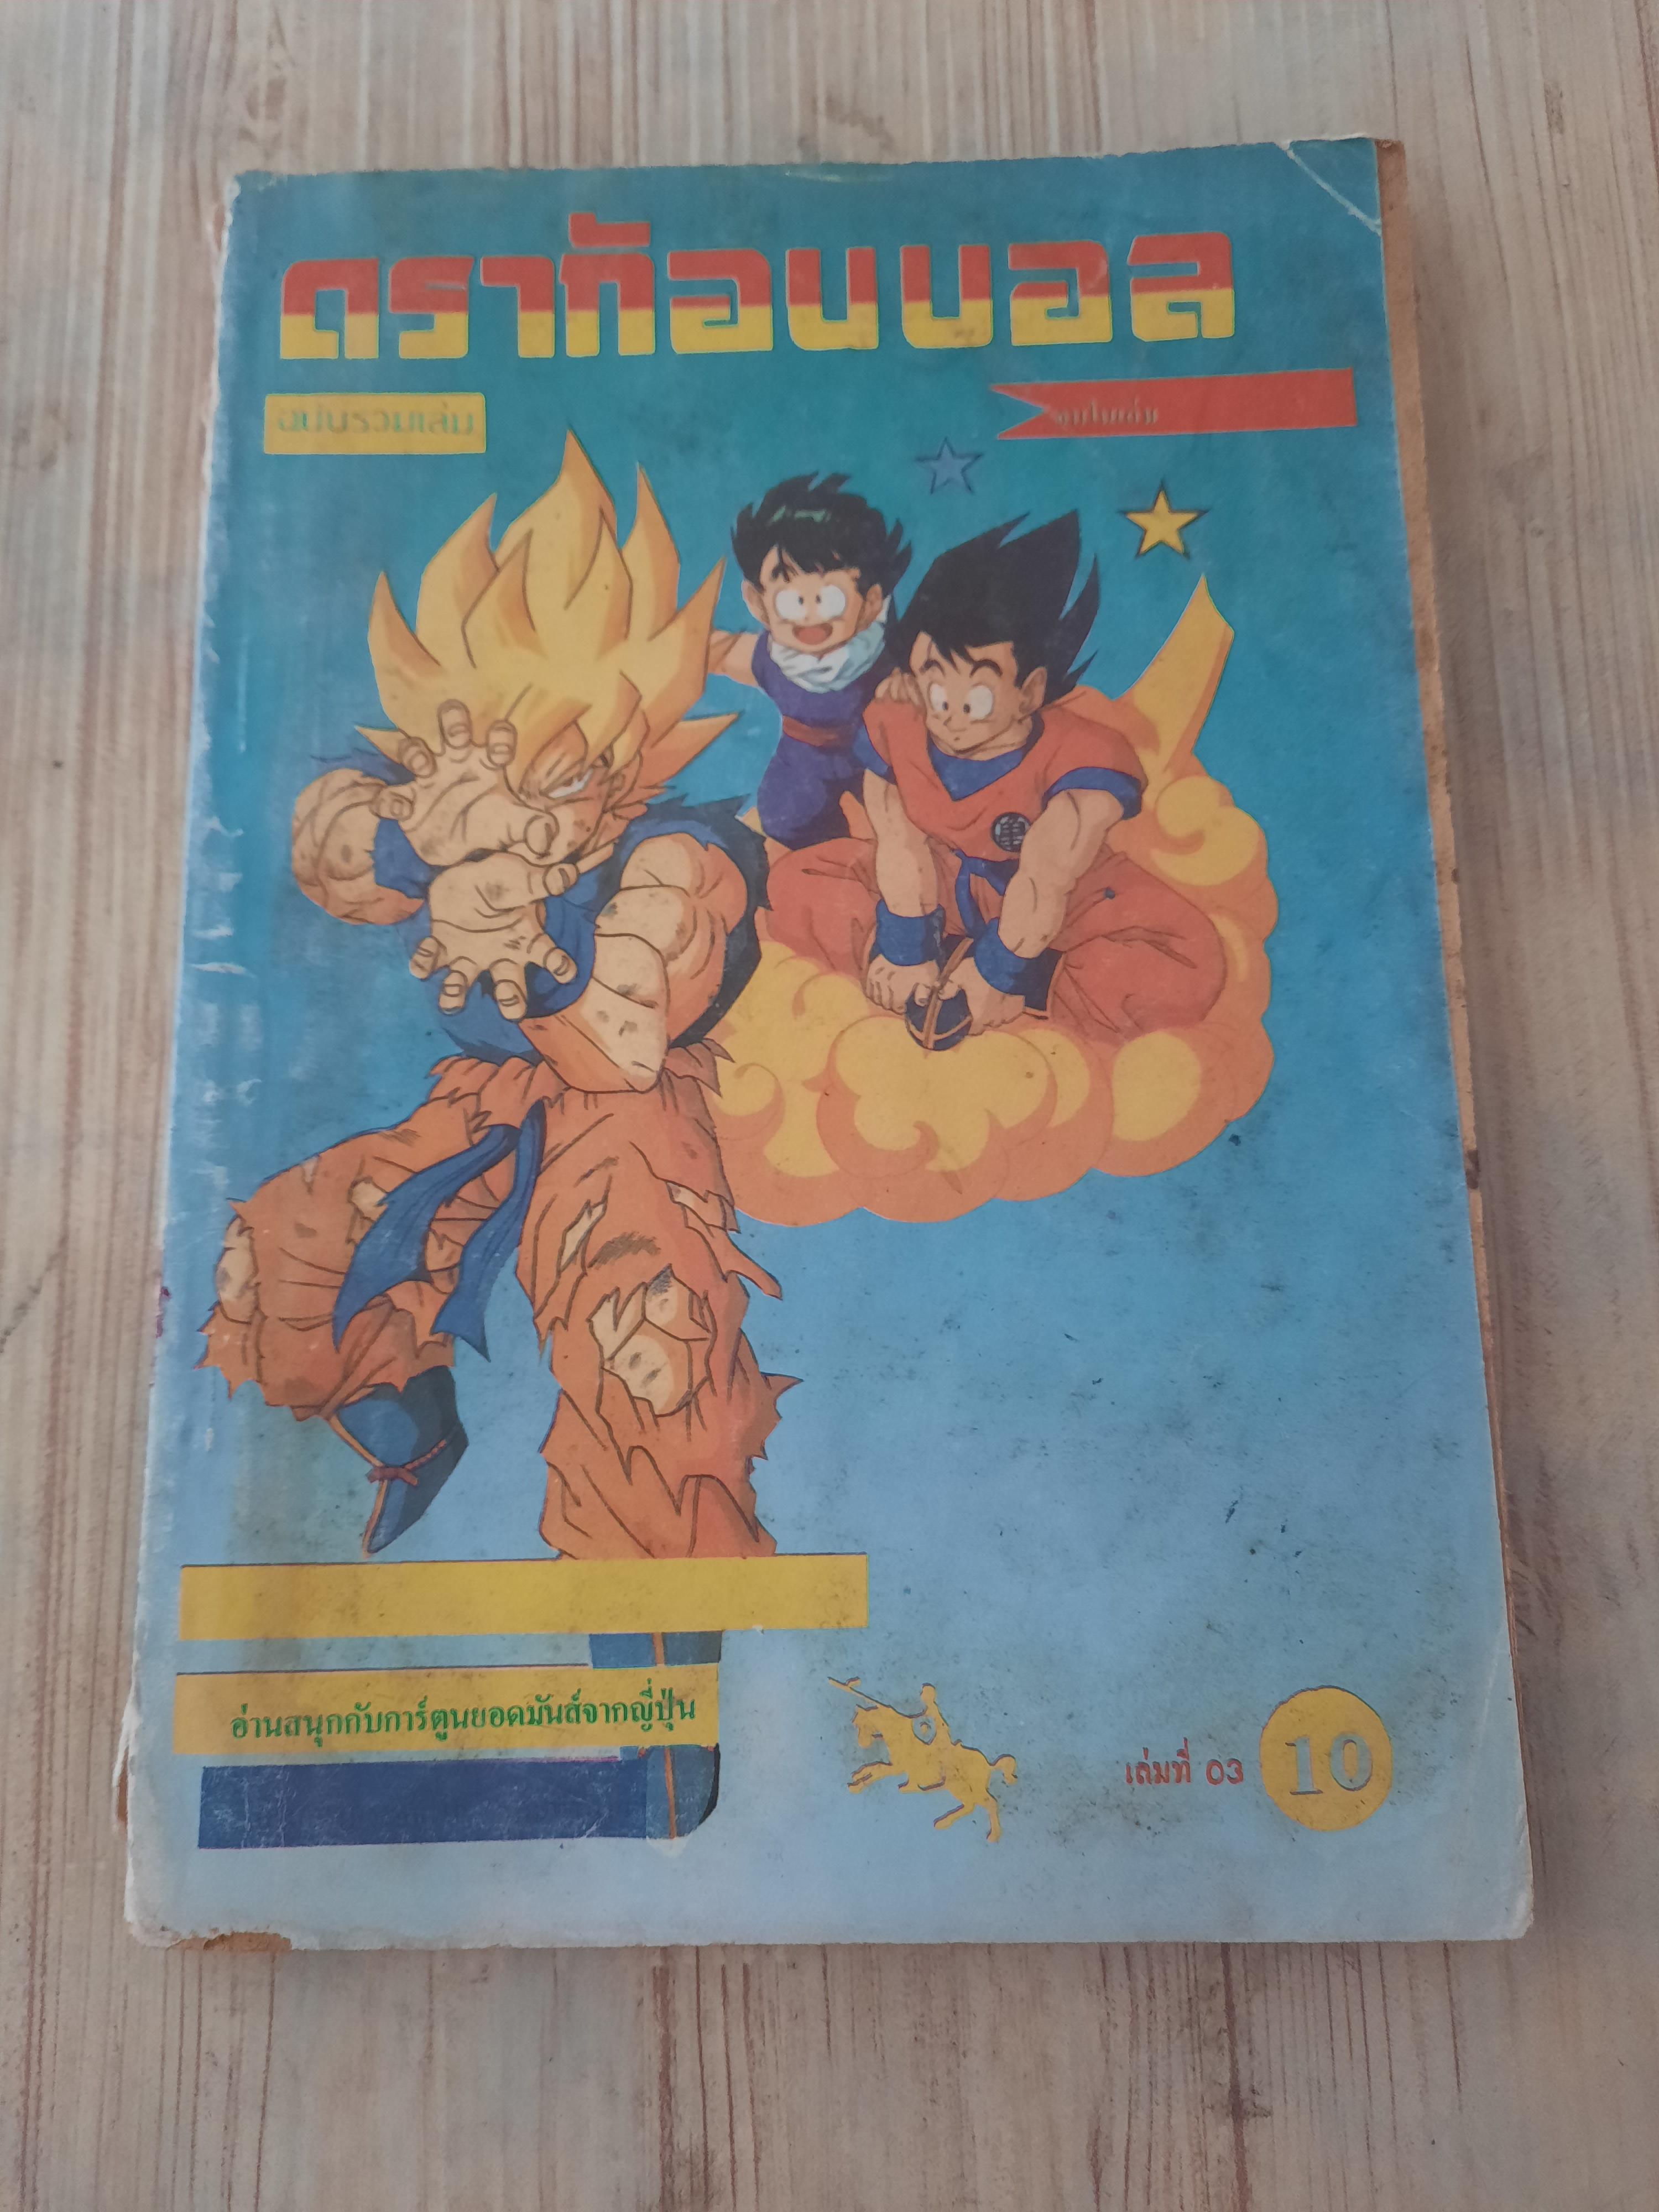 ดราก้อนบอล
ฉบับรวมเล่ม
อ่านสนุกกับการ์ตูนยอดมันส์จากญี่ปุ่น
เล่มที่ 03
10